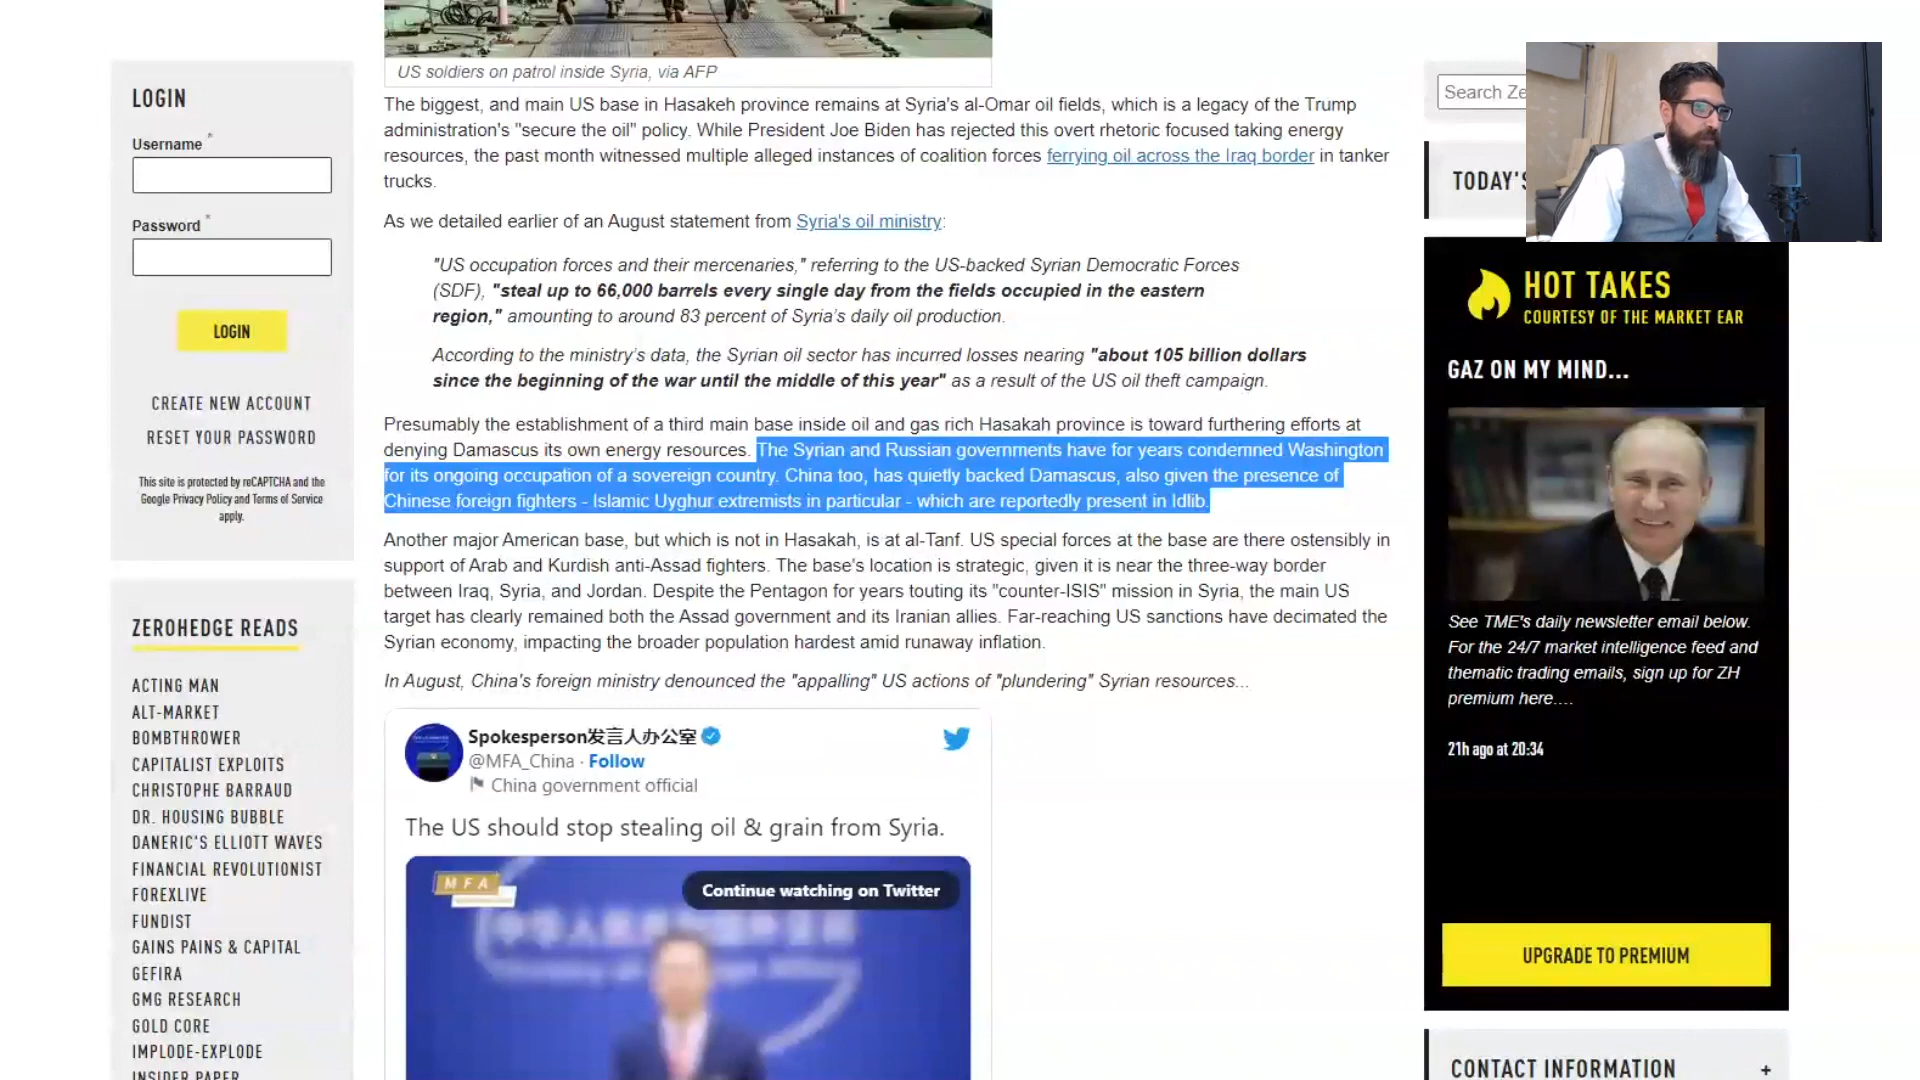 US soldiers on patrol inside Syria, via AFP
The biggest, and main US base in Hasakeh province remains at Syria's al-Omar oil fields, which is a legacy of the Trump
administration's "secure the oil" policy. While President Joe Biden has rejected this overt rhetoric focused taking energy
resources, the past month witnessed multiple alleged instances of coalition forces ferrying oil across the Iraq border in tanker
trucks.
As we detailed earlier of an August statement from Syria's oil ministry:
"US occupation forces and their mercenaries," referring to the US-backed Syrian Democratic Forces
(SDF), "steal up to 66,000 barrels every single day from the fields occupied in the eastern
region," amounting to around 83 percent of Syria's daily oil production.
According to the ministry's data, the Syrian oil sector has incurred losses nearing "about 105 billion dollars
since the beginning of the war until the middle of this year" as a result of the US oil theft campaign.
Presumably the establishment of a third main base inside oil and gas rich Hasakah province is toward furthering efforts at
denying Damascus its own energy resources. The Syrian and Russian governments have for years condemned Washington
for its ongoing occupation of a sovereign country. China too, has quietly backed Damascus, also given the presence of
Chinese foreign fighters - Islamic Uyghur extremists in particular - which are reportedly present in Idlib.
Another major American base, but which is not in Hasakah, is at al-Tanf. US special forces at the base are there ostensibly in
support of Arab and Kurdish anti-Assad fighters. The base's location is strategic, given it is near the three-way border
between Iraq, Syria, and Jordan. Despite the Pentagon for years touting its "counter-ISIS" mission in Syria, the main US
target has clearly remained both the Assad government and its Iranian allies. Far-reaching US sanctions have decimated the
Syrian economy, impacting the broader population hardest amid runaway inflation.
In August, China's foreign ministry denounced the "appalling" US actions of "plundering" Syrian resources...
Spokesperson发言人办公室
@MFA_China · Follow
China government official
The US should stop stealing oil & grain from Syria.
MFA
Continue watching on Twitter
LOGIN
Username *
Password *
LOGIN
CREATE NEW ACCOUNT
RESET YOUR PASSWORD
This site is protected by reCAPTCHA and the
Google Privacy Policy and Terms of Service
apply.
ZEROHEDGE READS
ACTING MAN
ALT-MARKET
BOMBTHROWER
CAPITALIST EXPLOITS
CHRISTOPHE BARRAUD
DR. HOUSING BUBBLE
DANERIC'S ELLIOTT WAVES
FINANCIAL REVOLUTIONIST
FOREXLIVE
FUNDIST
GAINS PAINS & CAPITAL
GEFIRA
GMG RESEARCH
GOLD CORE
IMPLODE-EXPLODE
INSIDER PAPER
Search Ze
TODAY'S
HOT TAKES
COURTESY OF THE MARKET EAR
GAZ ON MY MIND...
See TME's daily newsletter email below.
For the 24/7 market intelligence feed and
thematic trading emails, sign up for ZH
premium here....
21h ago at 20:34
UPGRADE TO PREMIUM
CONTACT INFORMATION +